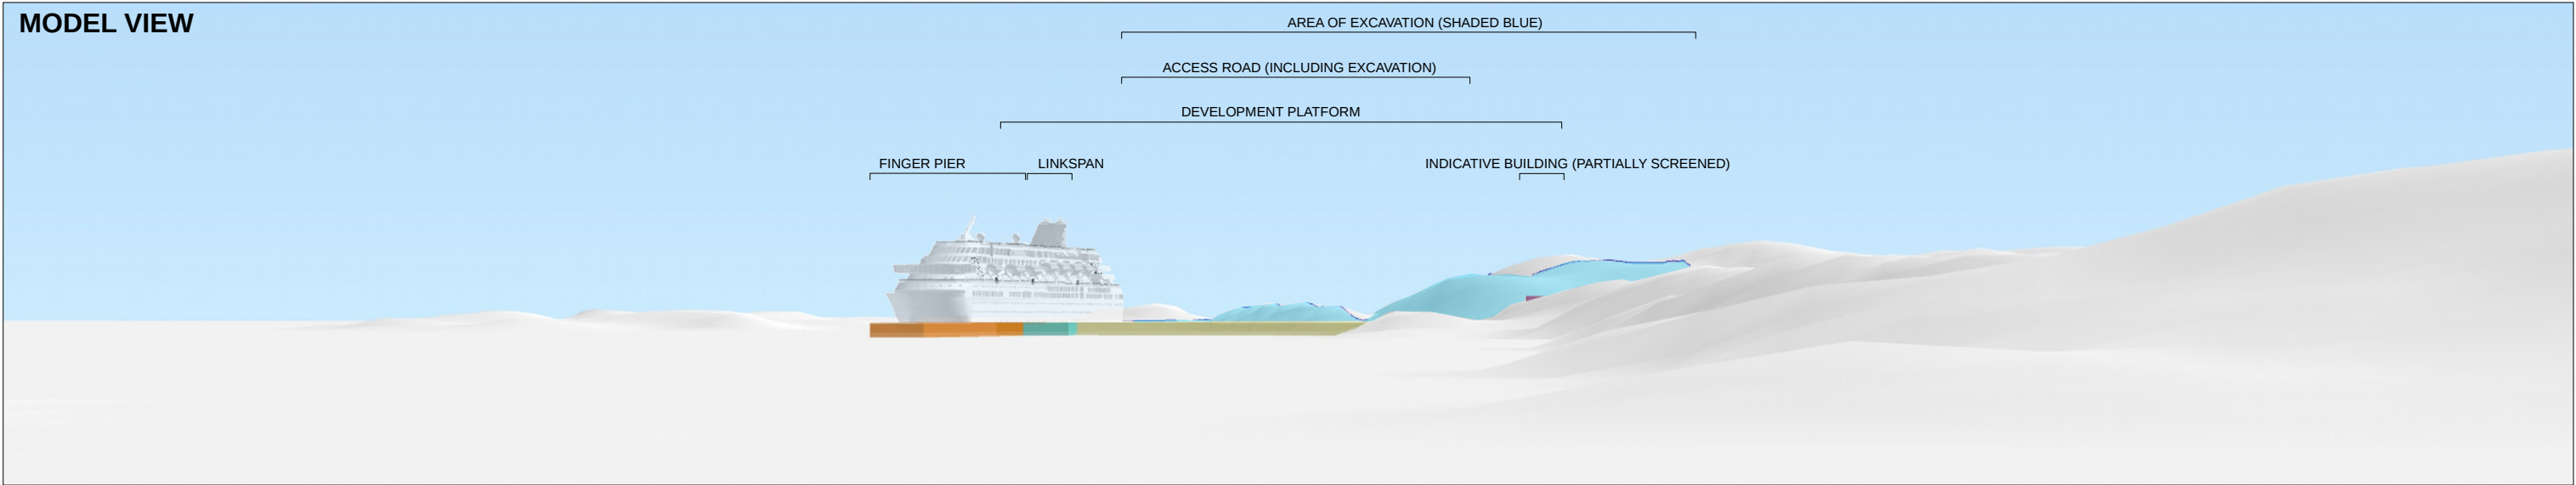 MODEL VIEW
AREA OF EXCAVATION (SHADED BLUE)
ACCESS ROAD (INCLUDING EXCAVATION)
DEVELOPMENT PLATFORM
FINGER PIER
LINKSPAN
INDICATIVE BUILDING (PARTIALLY SCREENED)